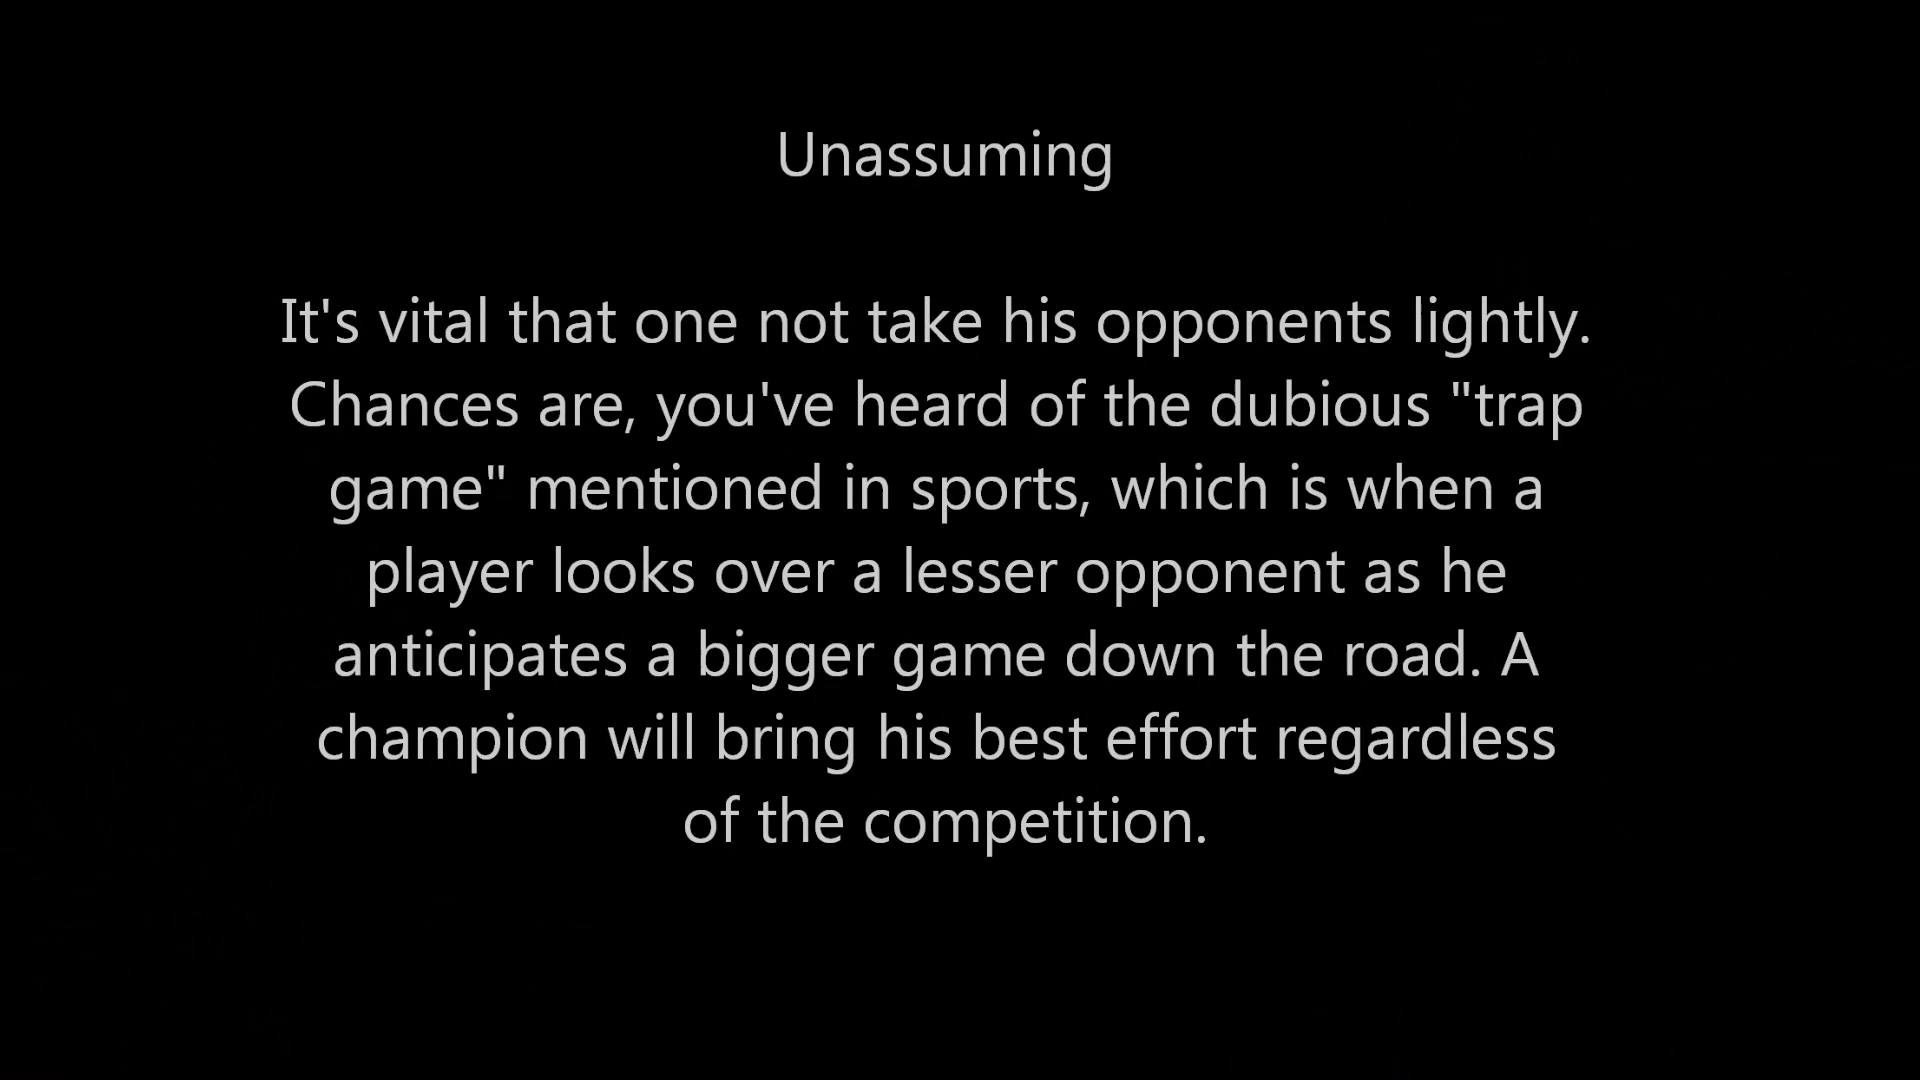 Unassuming
It's vital that one not take his opponents lightly.
Chances are, you've heard of the dubious "trap
game" mentioned in sports, which is when a
player looks over a lesser opponent as he
anticipates a bigger game down the road. A
champion will bring his best effort regardless
of the competition.